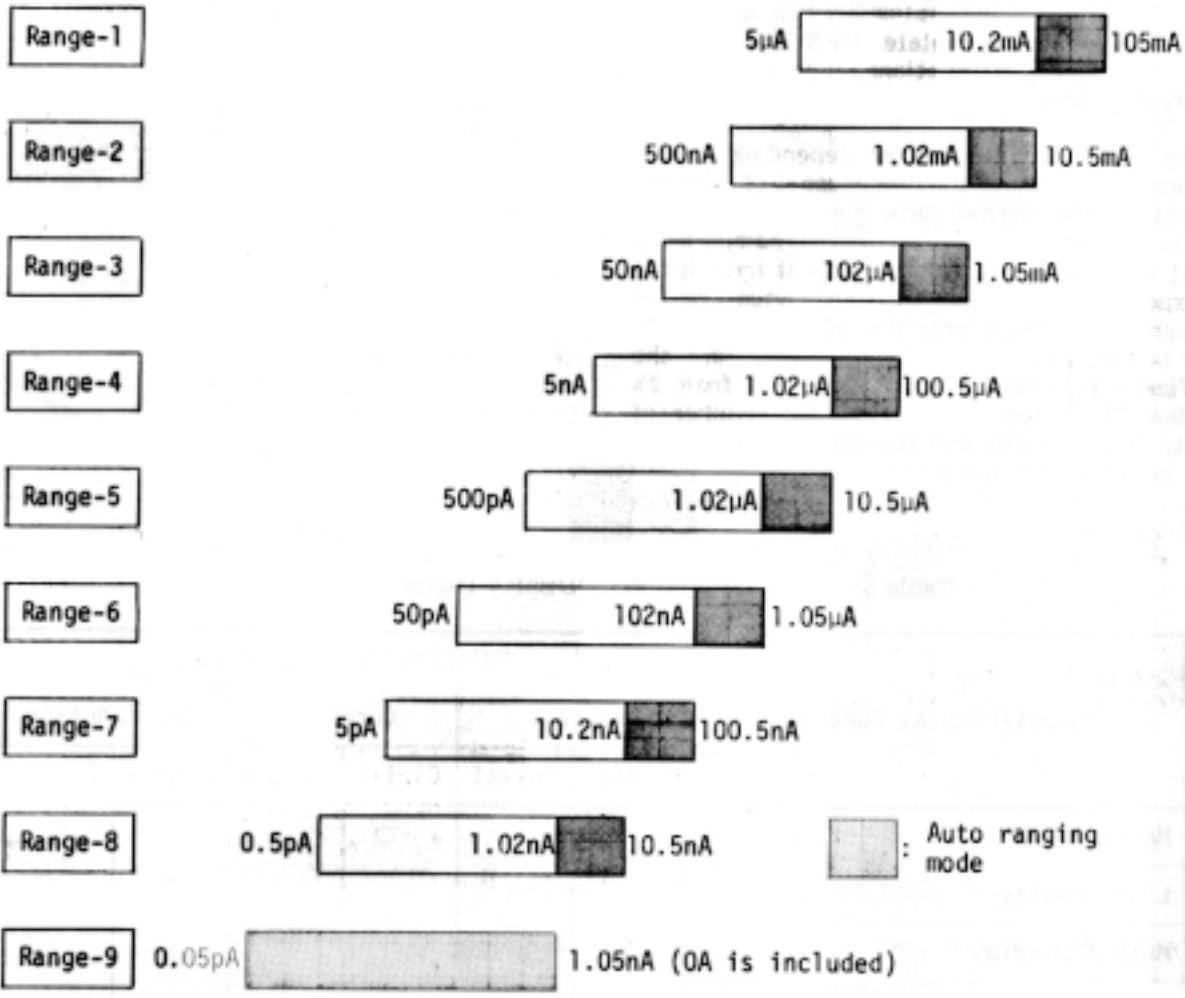 Range-1 5μA 10.2mA 105mA
Range-2 500nA 1.02mA 10.5mA
Range-3 50nA 102μA 1.05mA
Range-4 5nA 1.02μA 100.5μA
Range-5 500pA 1.02μA 10.5μA
Range-6 50pA 102nA 1.05μA
Range-7 5pA 10.2nA 100.5nA
Range-8 0.5pA 1.02nA 10.5nA
: Auto ranging
mode
Range-9 0.05pA 1.05nA (0A is included)